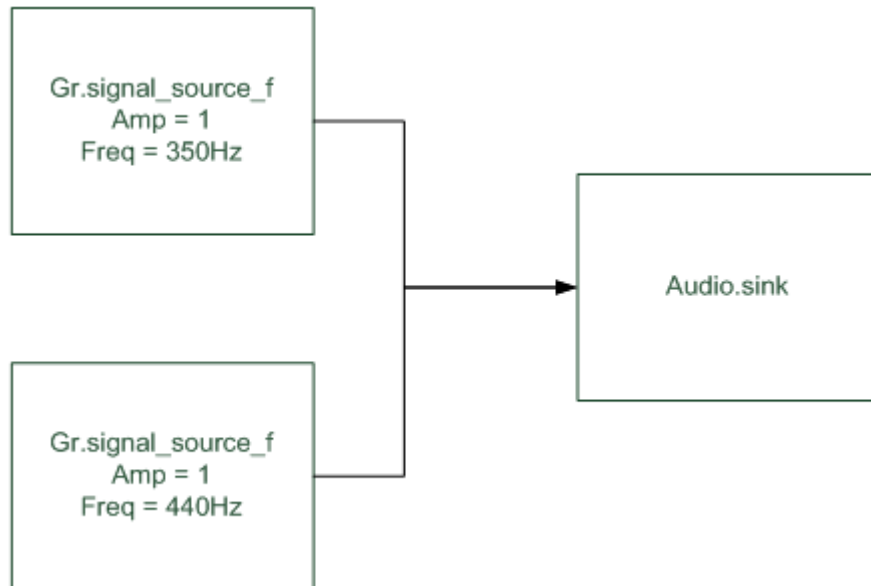 Gr.signal_source_f
Amp = 1
Freq = 350Hz
Audio.sink
Gr.signal_source_f
Amp = 1
Freq = 440Hz